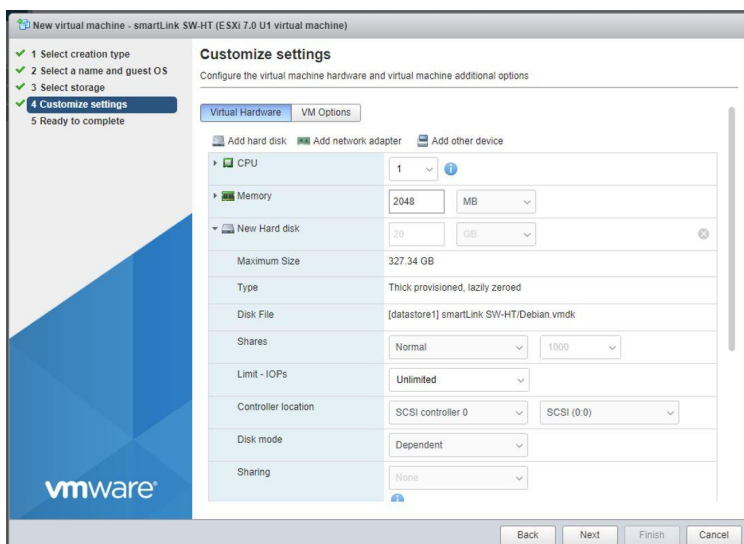 New virtual machine - smartLink SW-HT (ESXi 7.0 U1 virtual machine)
1 Select creation type
2 Select a name and guest OS
3 Select storage
4 Customize settings
5 Ready to complete
Customize settings
Configure the virtual machine hardware and virtual machine additional options
Virtual Hardware VM Options
Add hard disk Add network adapter Add other device
CPU 1
Memory 2048 MB
New Hard disk 20 GB
Maximum Size 327.34 GB
Type Thick provisioned, lazily zeroed
Disk File [datastore1] smartLink SW-HT/Debian.vmdk
Shares Normal 1000
Limit - IOPs Unlimited
Controller location SCSI controller 0 SCSI (0:0)
Disk mode Dependent
Sharing None
vmware®
Back Next Finish Cancel